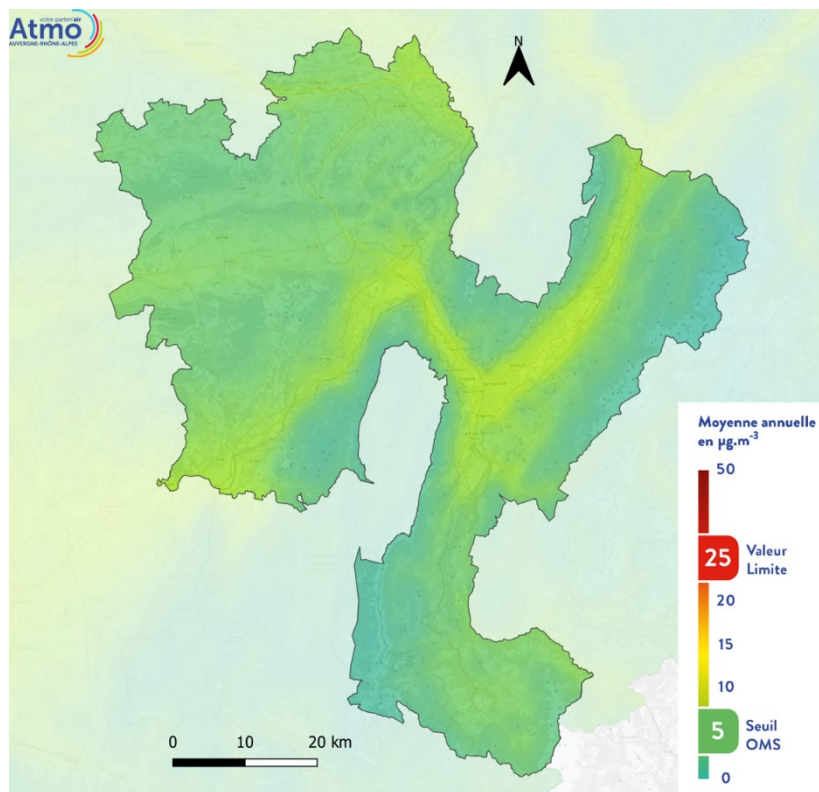 votre parten'air
Atmo
AUVERGNE-RHÔNE-ALPES
N
Moyenne annuelle
en µg.m-3
50
25 Valeur
Limite
20
15
10
5 Seuil
OMS
0
0 10 20 km